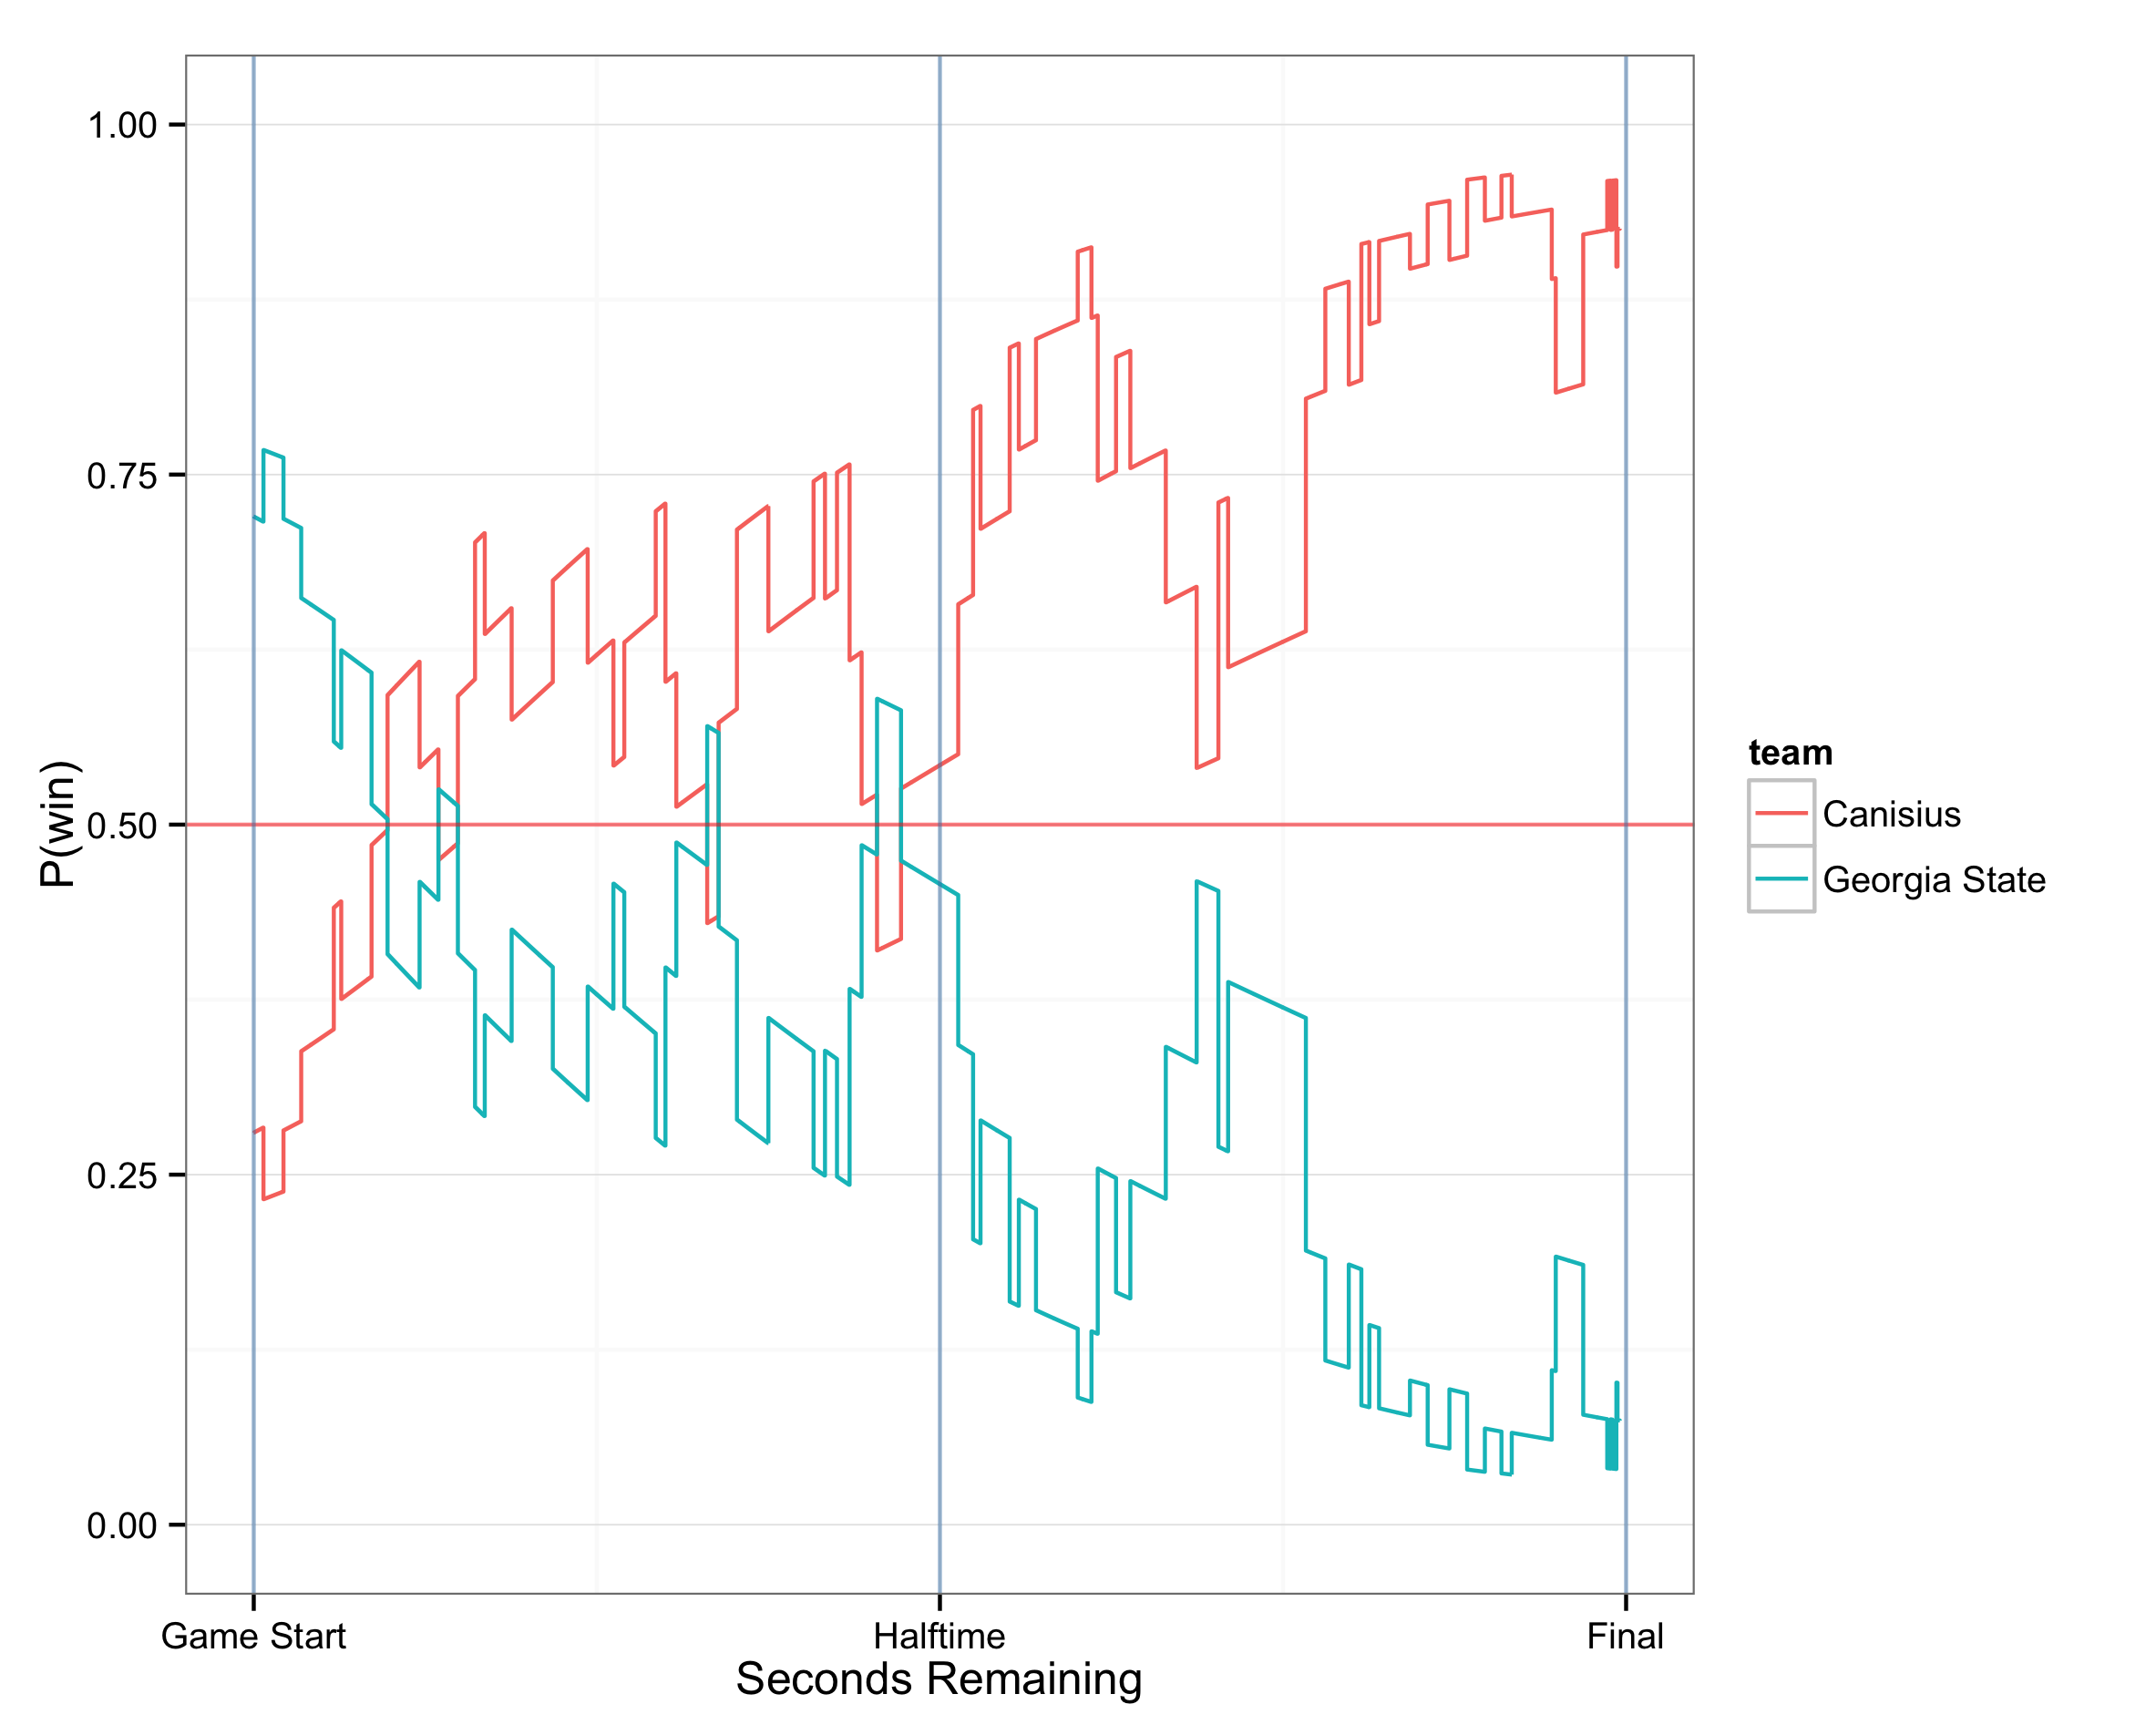 P(win)
1.00
0.75
0.50
0.25
0.00
Game Start
Halftime
Final
Seconds Remaining
team
Canisius
Georgia State